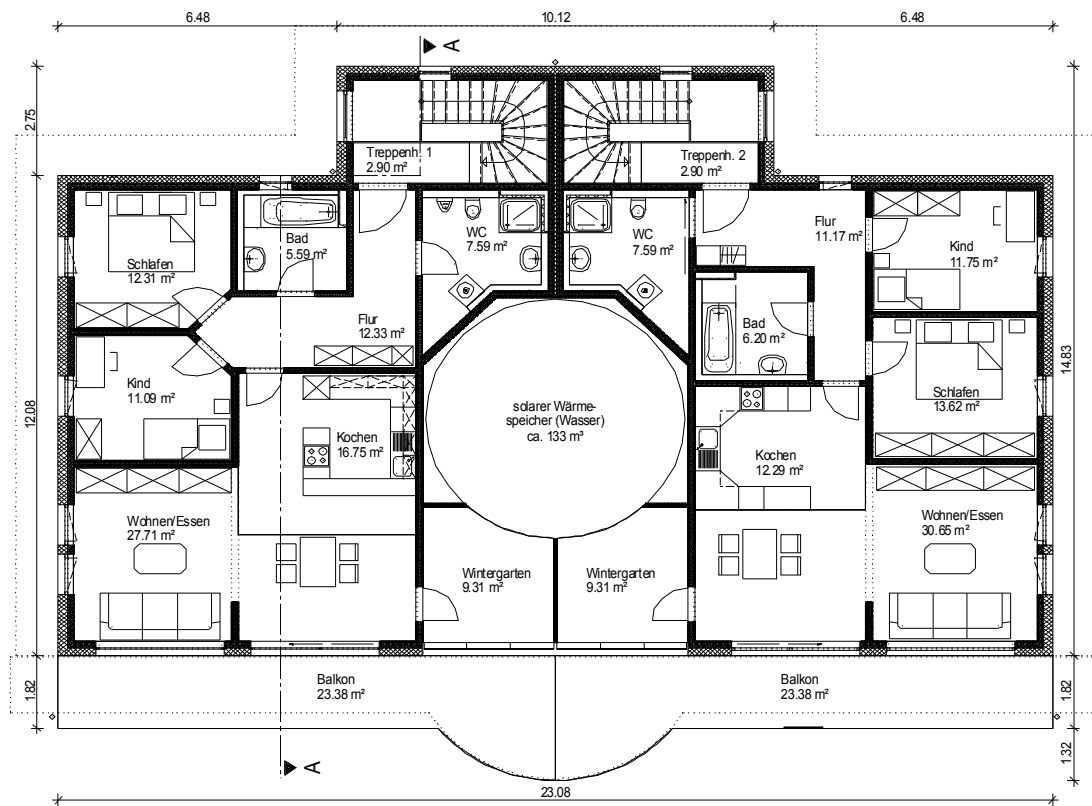 6.48
10.12
6.48
A
2.75
12.08
1.82
14.83
1.82
1.32
Treppenh. 1
2.90 m²
Treppenh. 2
2.90 m²
Schlafen
12.31 m²
Bad
5.59 m²
WC
7.59 m²
WC
7.59 m²
Flur
11.17 m²
Kind
11.75 m²
Flur
12.33 m²
Bad
6.20 m²
Kind
11.09 m²
Schlafen
13.62 m²
solarer Wärme-
speicher (Wasser)
ca. 133 m³
Kochen
16.75 m²
Kochen
12.29 m²
Wohnen/Essen
27.71 m²
Wohnen/Essen
30.65 m²
Wintergarten
9.31 m²
Wintergarten
9.31 m²
Balkon
23.38 m²
Balkon
23.38 m²
A
23.08